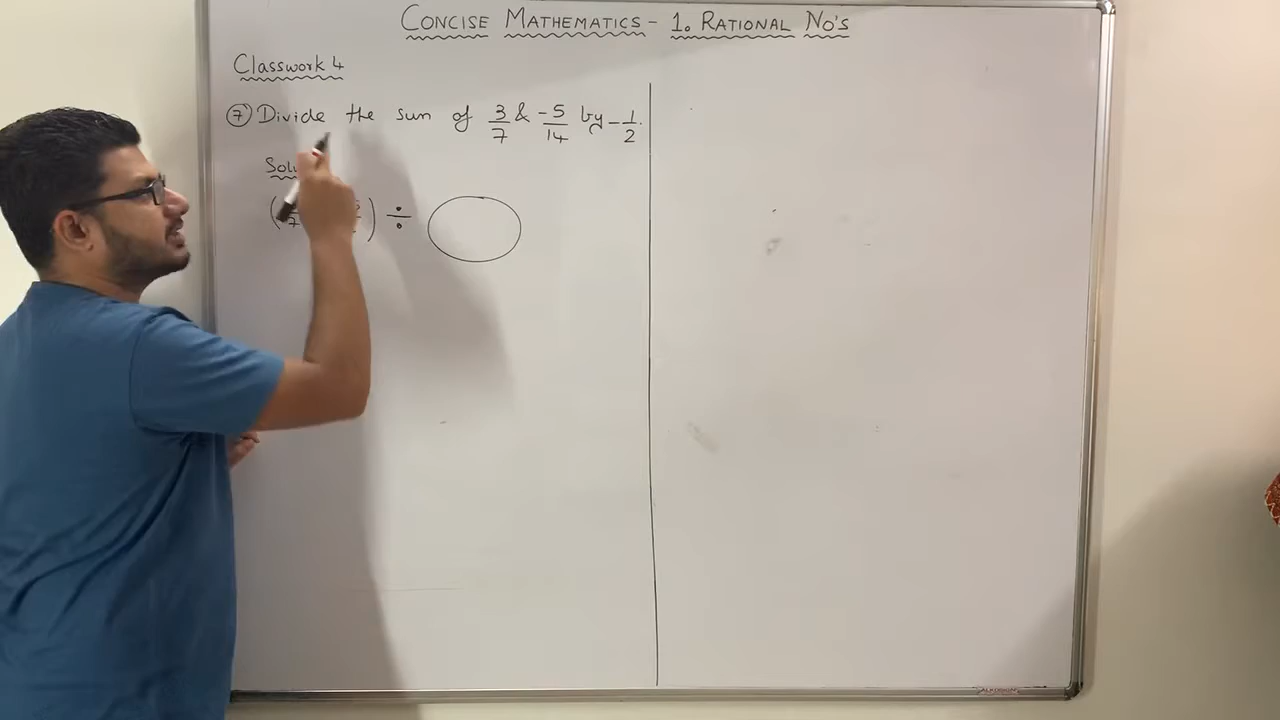 CONCISE MATHEMATICS - 1. RATIONAL NO'S
Classwork 4
⑦ Divide the sum of 3/7 & -5/14 by -1/2.
( ) ÷